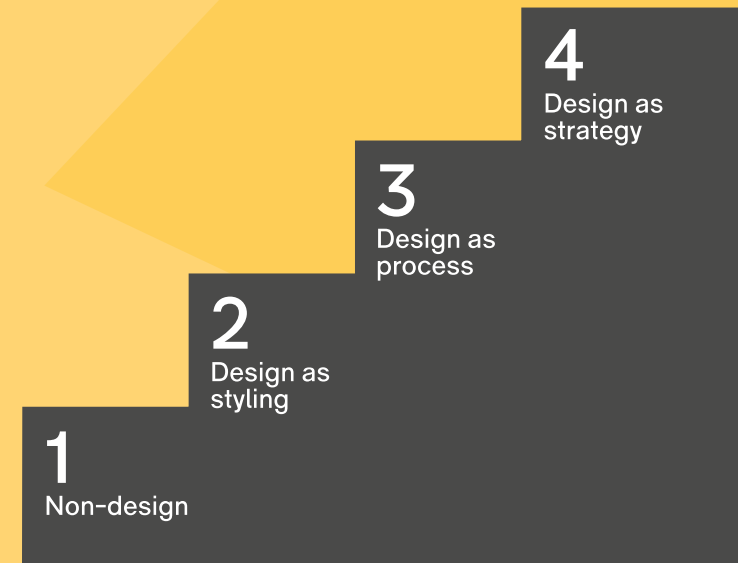 4
Design as
strategy
3
Design as
process
2
Design as
styling
1
Non-design